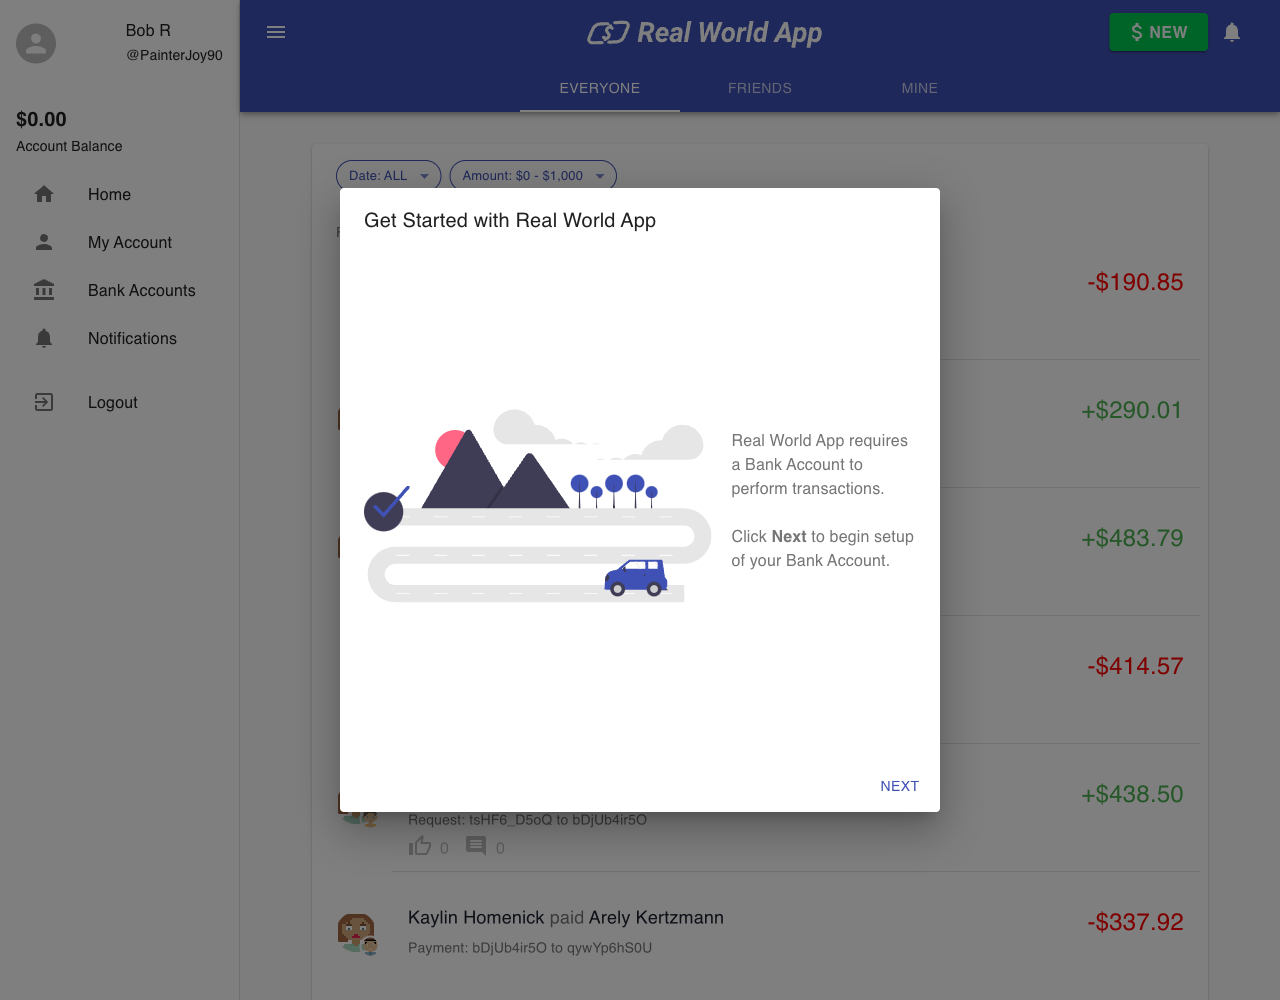 Bob R
@PainterJoy90
$0.00
Account Balance
Home
My Account
Bank Accounts
Notifications
Logout
Real World App
$ NEW
EVERYONE FRIENDS MINE
Date: ALL Amount: $0 - $1,000
Get Started with Real World App
Real World App requires
a Bank Account to
perform transactions.
Click Next to begin setup
of your Bank Account.
NEXT
-$190.85
+$290.01
+$483.79
-$414.57
+$438.50
Request: tsHF6_D5oQ to bDjUb4ir5O
0 0
Kaylin Homenick paid Arely Kertzmann
-$337.92
Payment: bDjUb4ir5O to qywYp6hS0U